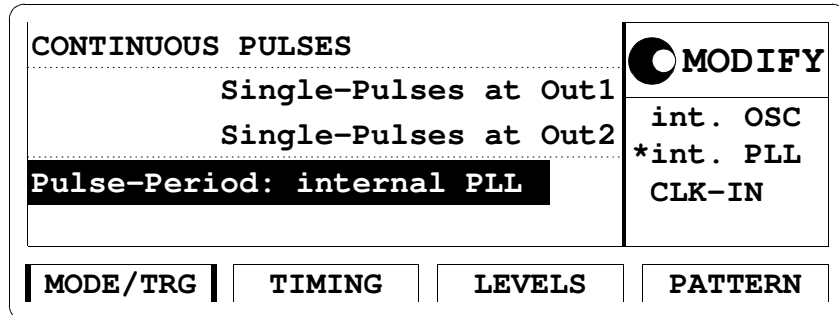 CONTINUOUS PULSES
Single-Pulses at Out1
Single-Pulses at Out2
Pulse-Period: internal PLL
MODIFY
int. OSC
*int. PLL
CLK-IN
MODE/TRG
TIMING
LEVELS
PATTERN